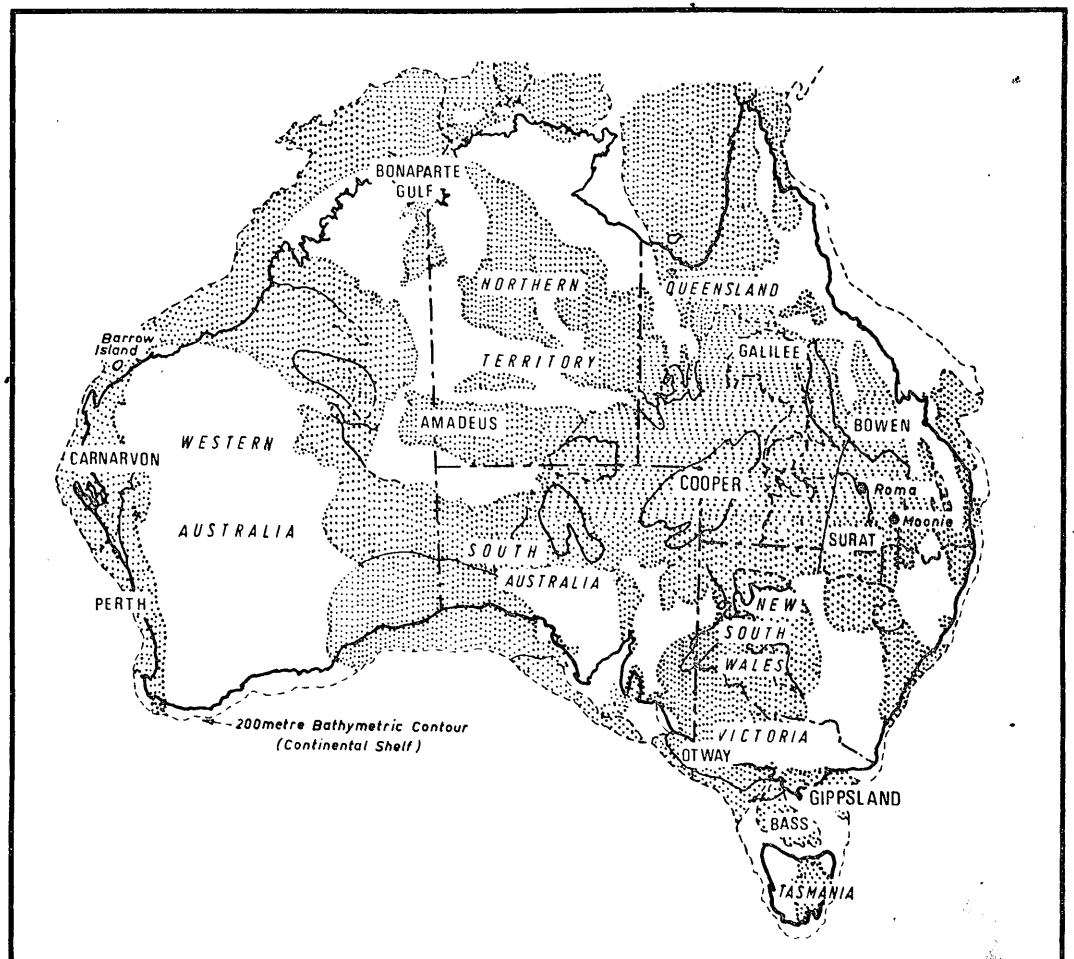 BONAPARTE
GULF
NORTHERN
QUEENSLAND
Barrow
Island
TERRITORY
GALILEE
AMADEUS
BOWEN
WESTERN
CARNARVON
COOPER
Roma
Moonie
AUSTRALIA
SOUTH
SURAT
AUSTRALIA
PERTH
NEW
SOUTH
WALES
200metre Bathymetric Contour
(Continental Shelf)
VICTORIA
OTWAY
GIPPSLAND
BASS
TASMANIA